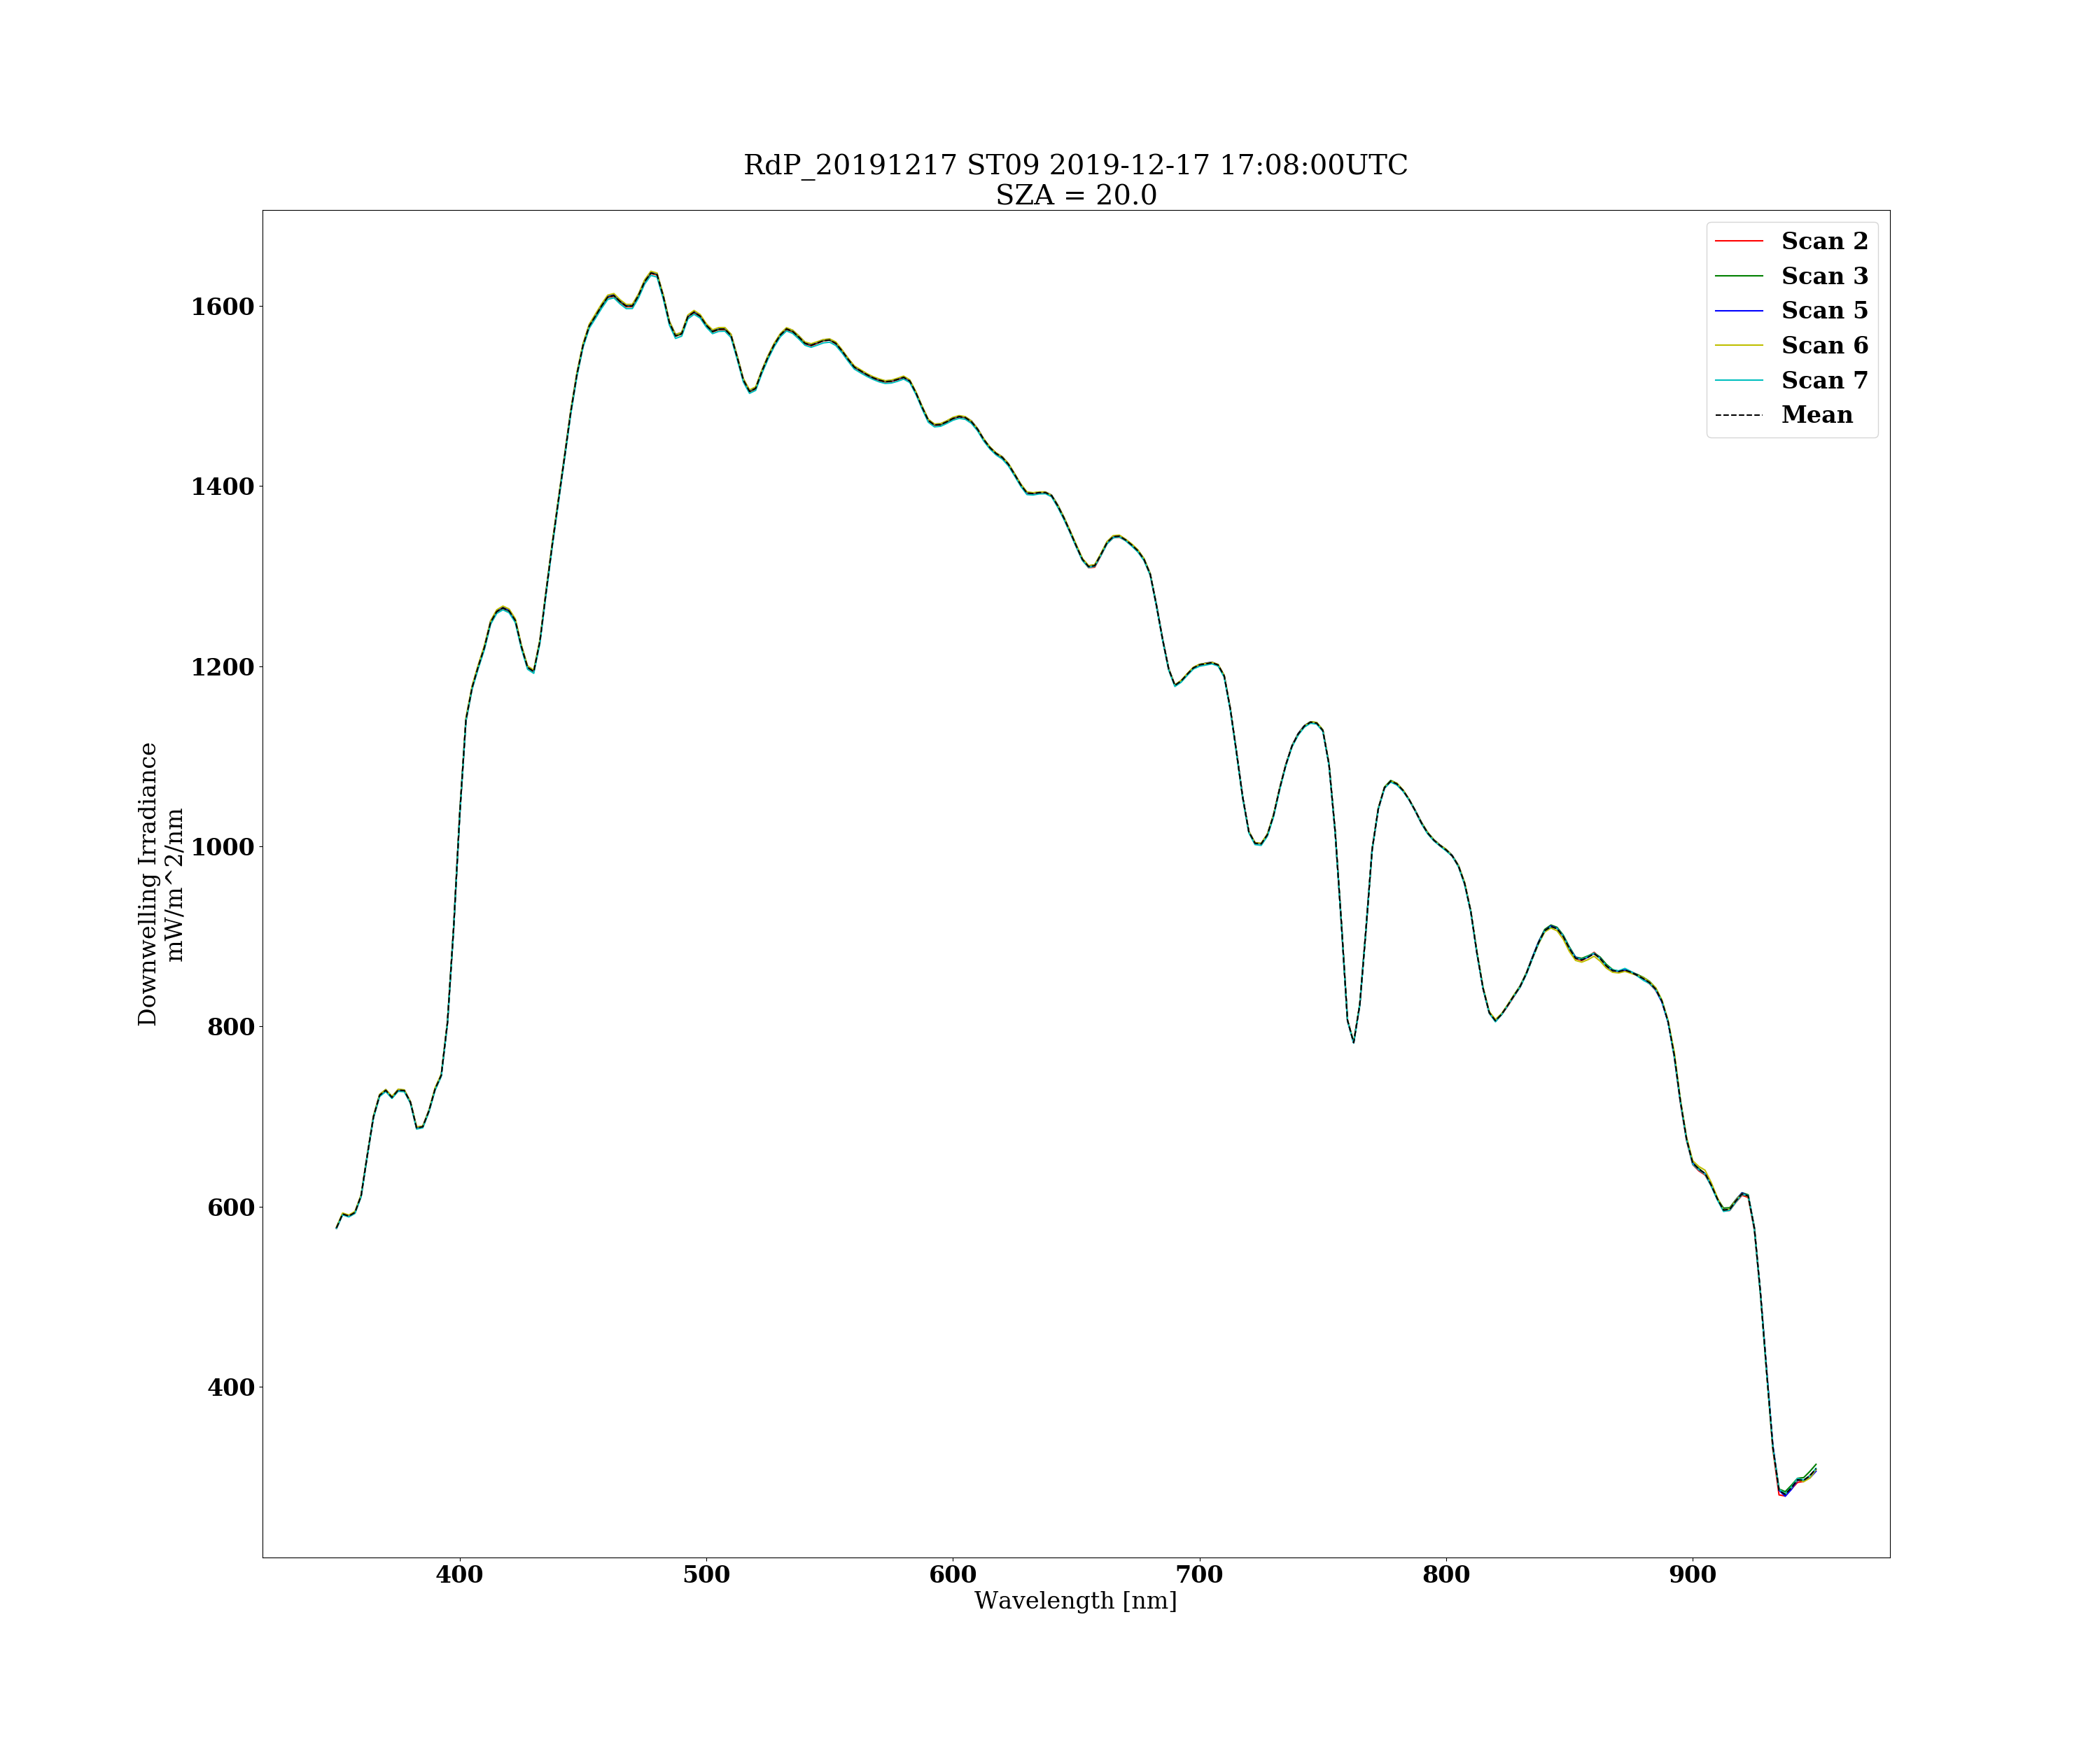 RdP_20191217 ST09 2019-12-17 17:08:00UTC
SZA = 20.0
Scan 2
Scan 3
Scan 5
Scan 6
Scan 7
Mean
1600
1400
1200
1000
800
600
400
Downwelling Irradiance
mW/m^2/nm
400 500 600 700 800 900
Wavelength [nm]